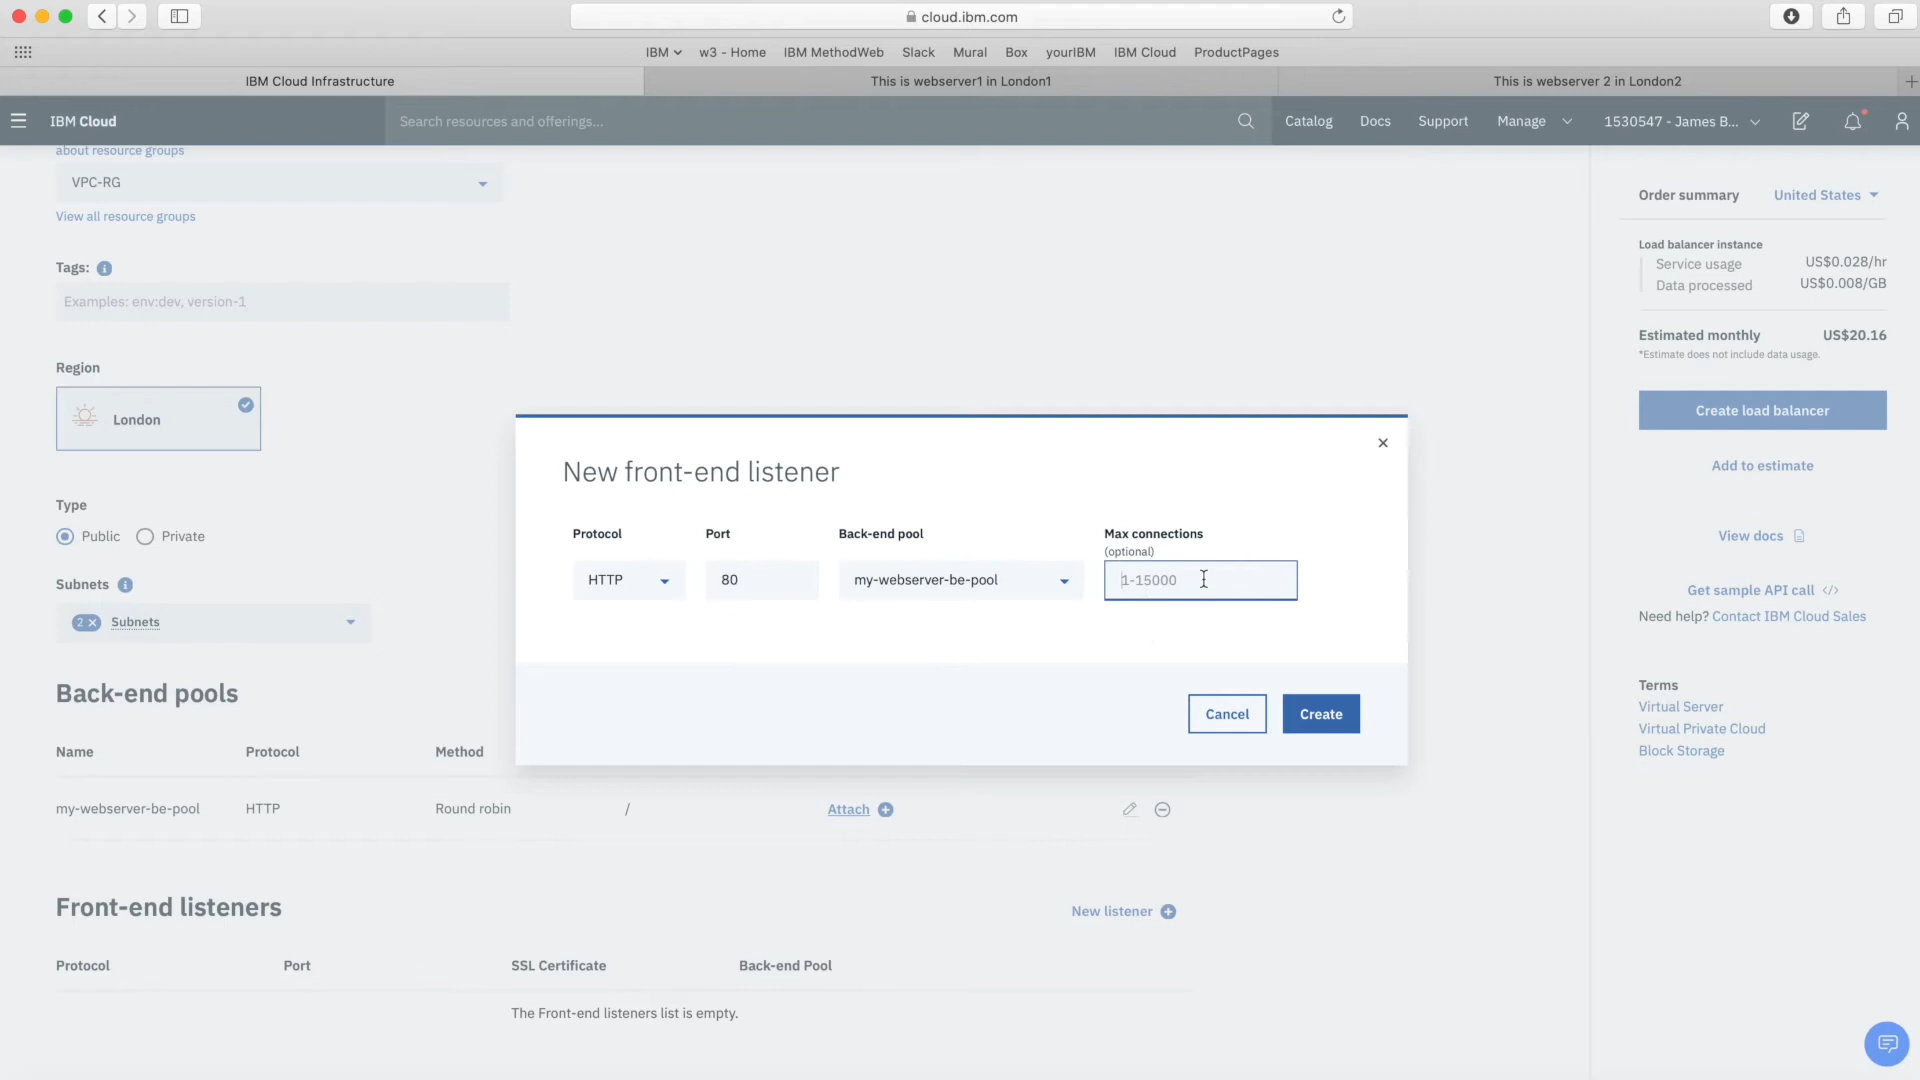 cloud.ibm.com
IBM
w3 - Home
IBM MethodWeb
Slack
Mural
Box
yourIBM
IBM Cloud
ProductPages
IBM Cloud Infrastructure
This is webserver1 in London1
This is webserver 2 in London2
IBM Cloud
Search resources and offerings...
Catalog
Docs
Support
Manage
1530547 - James B...
about resource groups
VPC-RG
View all resource groups
Tags:
Examples: env:dev, version-1
Region
London
Type
Public
Private
Subnets
2 ×
Subnets
Back-end pools
Name
Protocol
Method
my-webserver-be-pool
HTTP
Round robin
/
Attach
Front-end listeners
New listener
Protocol
Port
SSL Certificate
Back-end Pool
The Front-end listeners list is empty.
New front-end listener
Protocol
Port
Back-end pool
Max connections
(optional)
HTTP
80
my-webserver-be-pool
1-15000
Cancel
Create
Order summary
United States
Load balancer instance
Service usage
US$0.028/hr
Data processed
US$0.008/GB
Estimated monthly
US$20.16
*Estimate does not include data usage.
Create load balancer
Add to estimate
View docs
Get sample API call </>
Need help? Contact IBM Cloud Sales
Terms
Virtual Server
Virtual Private Cloud
Block Storage